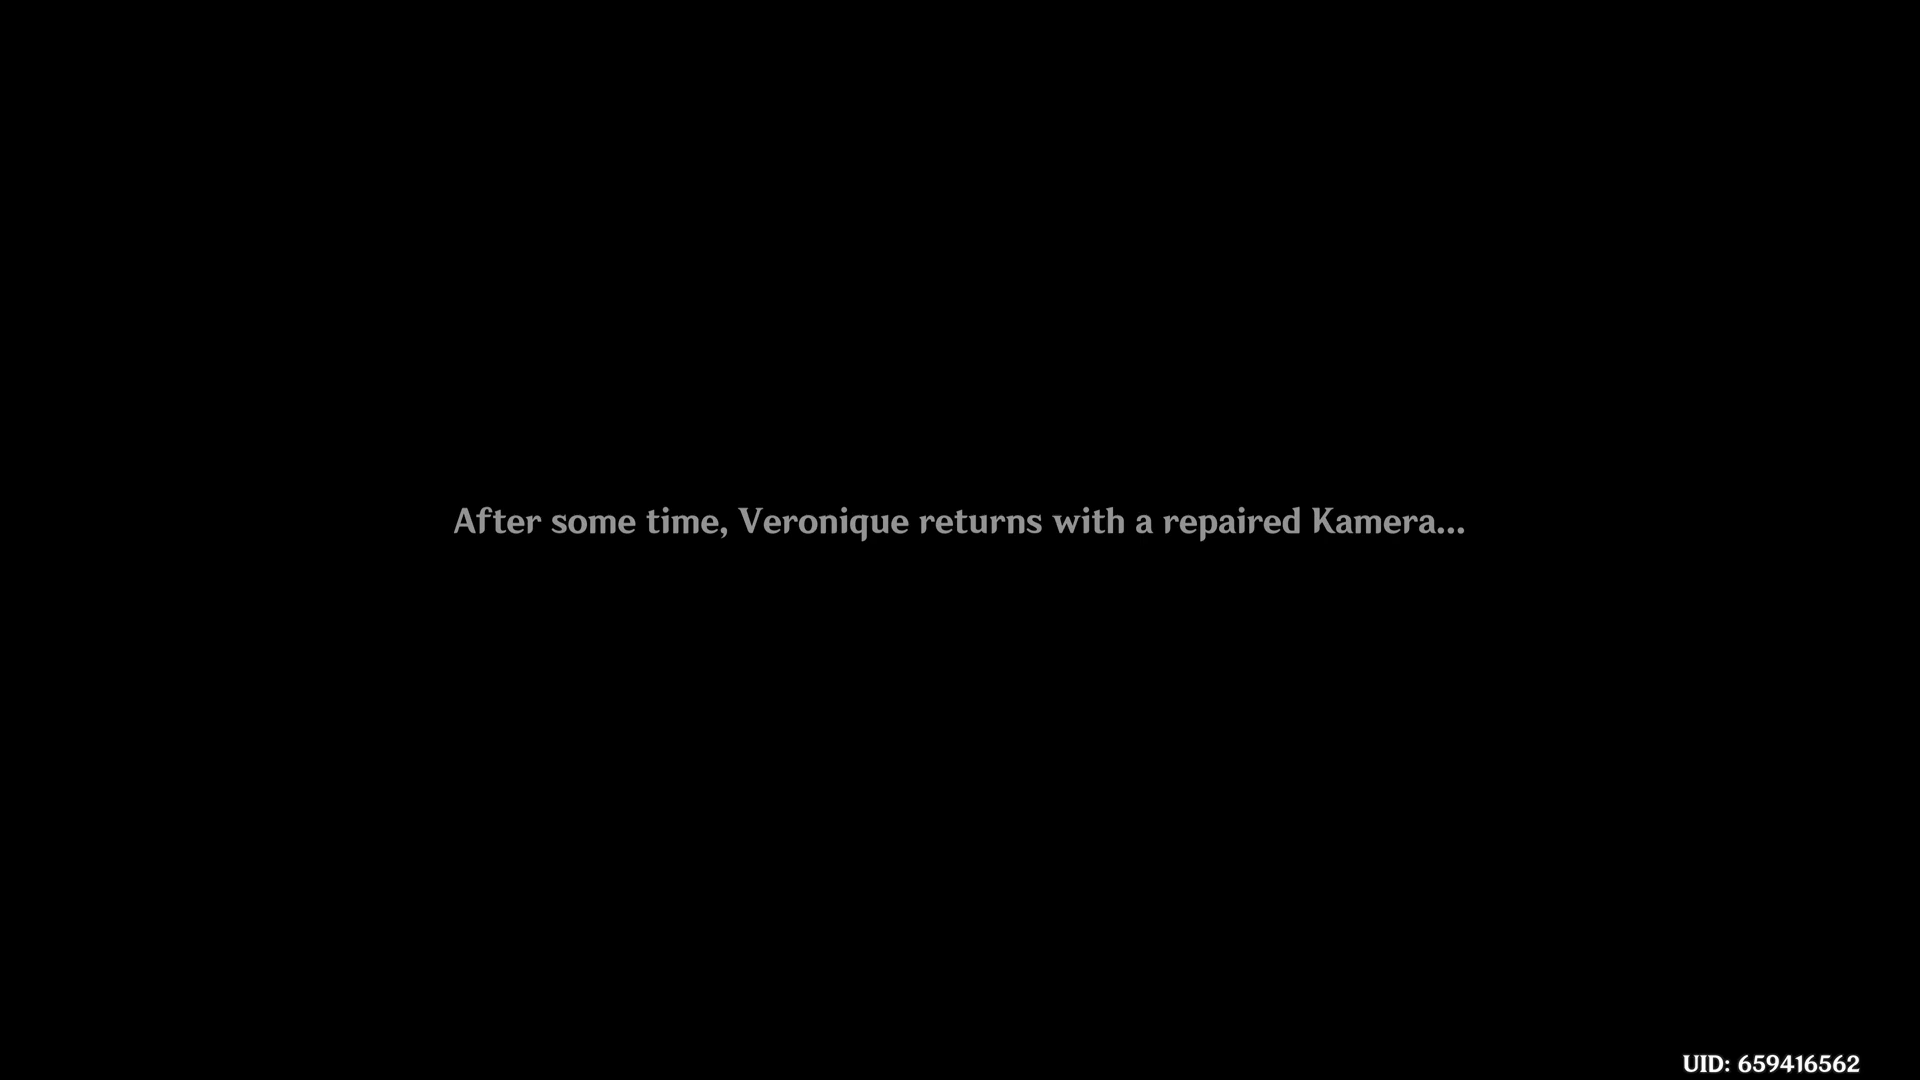 After some time, Veronique returns with a repaired Kamera...
UID: 659416562